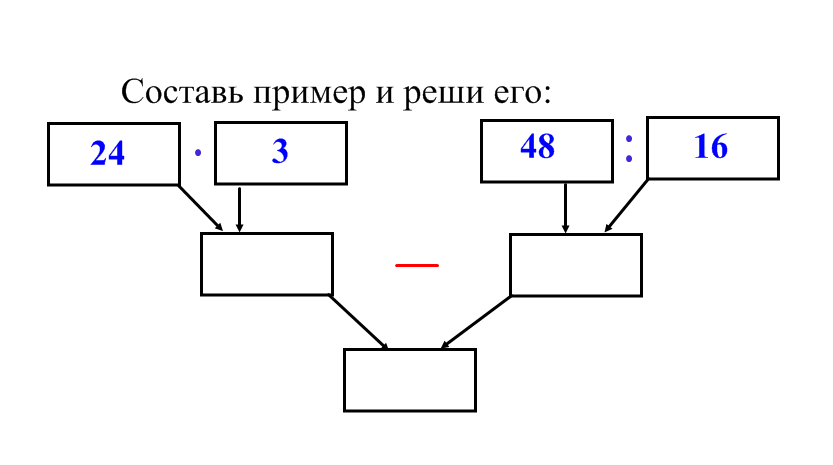 Составь пример и реши его:
24 · 3 48 : 16
—